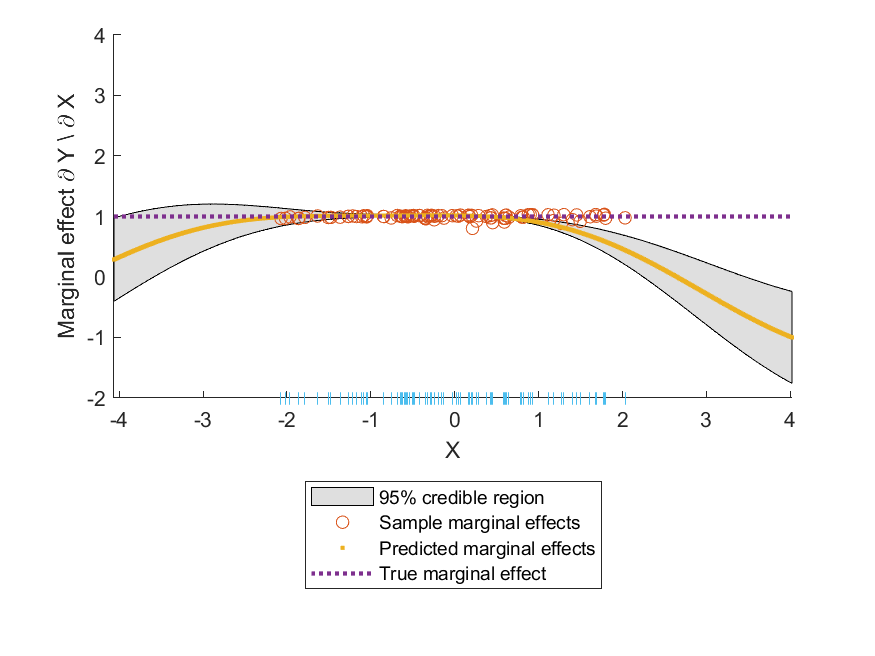 4
3
2
1
0
-1
-2
Marginal effect ∂ Y \ ∂ X
-4 -3 -2 -1 0 1 2 3 4
X
95% credible region
Sample marginal effects
Predicted marginal effects
True marginal effect